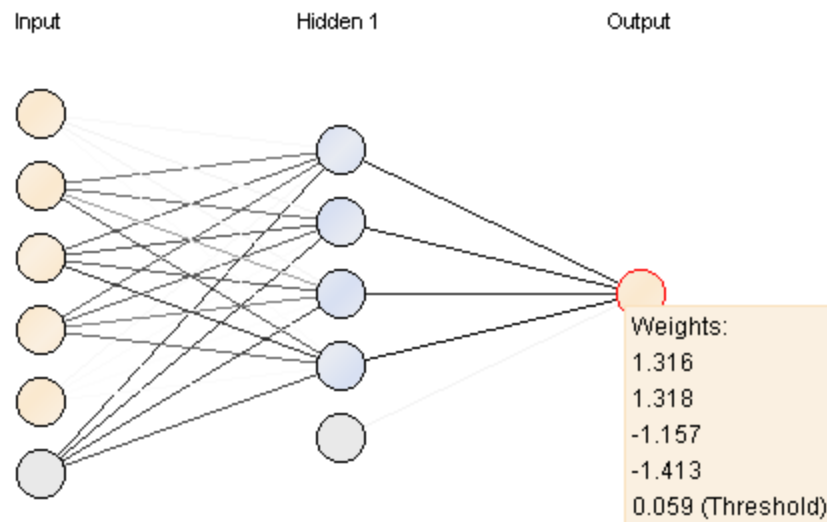 Input Hidden 1 Output
Weights:
1.316
1.318
-1.157
-1.413
0.059 (Threshold)